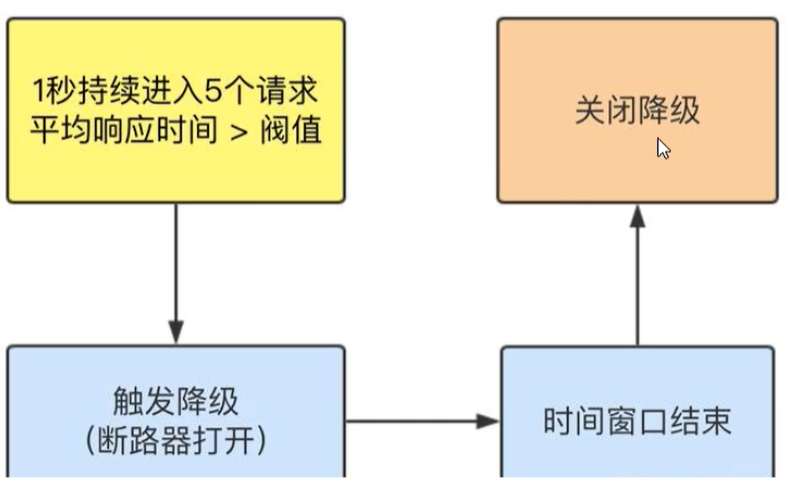 1秒持续进入5个请求
平均响应时间 > 阀值
关闭降级
触发降级
（断路器打开）
时间窗口结束